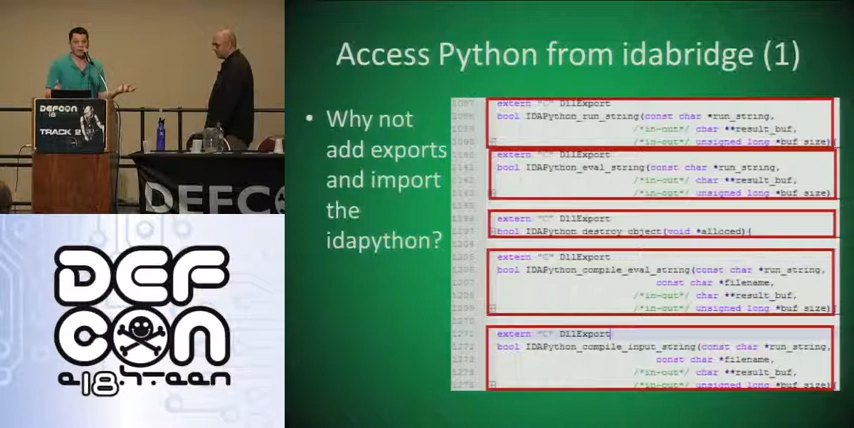 DEFCON 18
TRACK 2
DEFCO
DEF
CON
e18hteen
Access Python from idabridge (1)
• Why not
add exports
and import
the
idapython?
extern "C" DllExport
bool IDAPython_run_string(const char *run_string,
/*in-out*/ char **result_buf,
/*in-out*/ unsigned long *buf_size){
extern "C" DllExport
bool IDAPython_eval_string(const char *run_string,
/*in-out*/ char **result_buf,
/*in-out*/ unsigned long *buf_size)
extern "C" DllExport
bool IDAPython_destroy_object(void *alloced){
extern "C" DllExport
bool IDAPython_compile_eval_string(const char *run_string,
const char *filename,
/*in-out*/ char **result_buf,
/*in-out*/ unsigned long *buf_size){
1271 extern "C" DllExport
1272 bool IDAPython_compile_input_string(const char *run_string,
const char *filename,
/*in-out*/ char **result_buf,
/*in-out*/ unsigned long *buf_size){